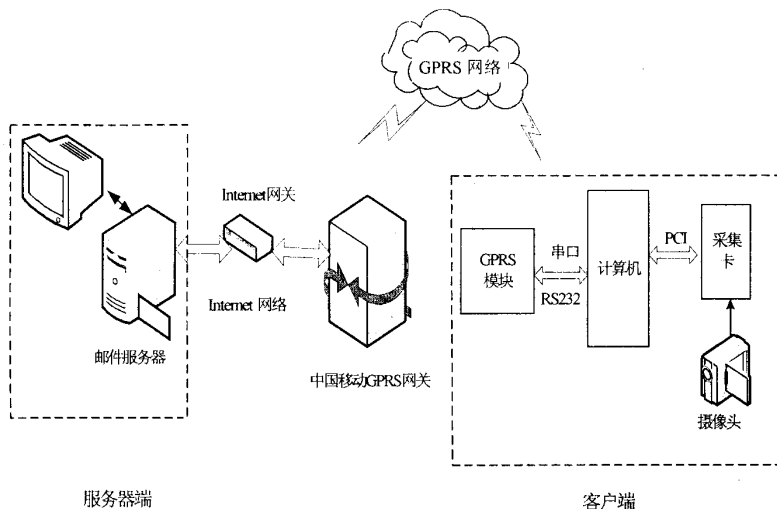 GPRS 网络
Internet网关
Internet 网络
邮件服务器
中国移动GPRS网关
GPRS
模块
串口
RS232
计算机
PCI
采集
卡
摄像头
服务器端
客户端